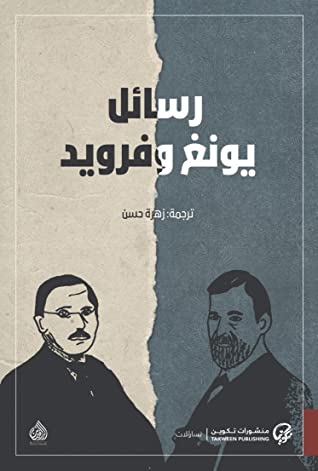 رسائل
يونغ وفرويد
ترجمة: زهرة حسن
منشورات تكوين
TAKWEEN PUBLISHING
تساؤلات